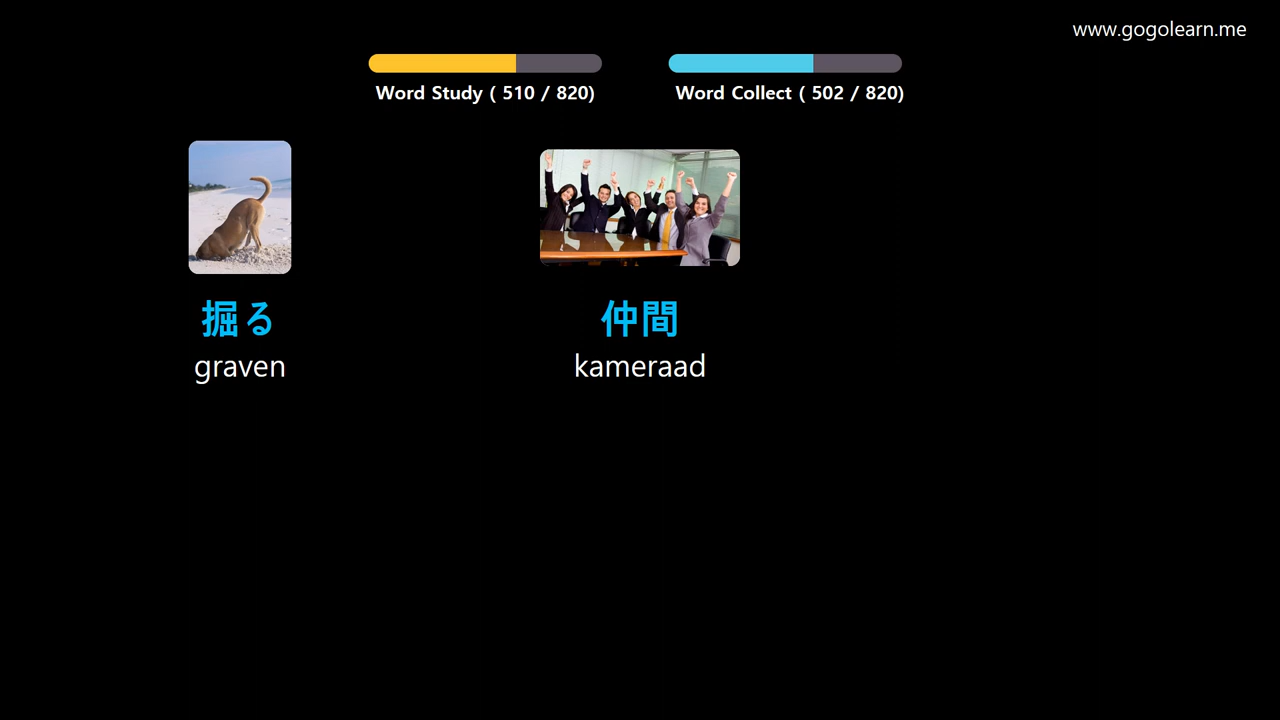 www.gogolearn.me
Word Study ( 510 / 820)
Word Collect ( 502 / 820)
掘る
graven
仲間
kameraad